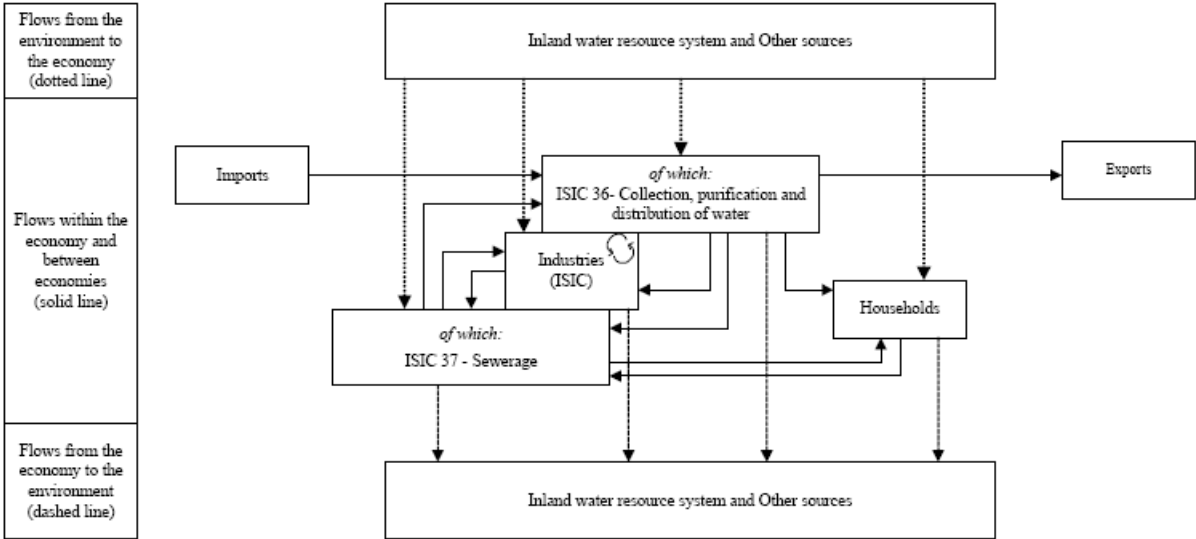 Flows from the
environment to
the economy
(dotted line)
Inland water resource system and Other sources
Flows within the
economy and
between
economies
(solid line)
Imports
of which:
ISIC 36- Collection, purification and
distribution of water
Exports
Industries
(ISIC)
Households
of which:
ISIC 37 - Sewerage
Flows from the
economy to the
environment
(dashed line)
Inland water resource system and Other sources